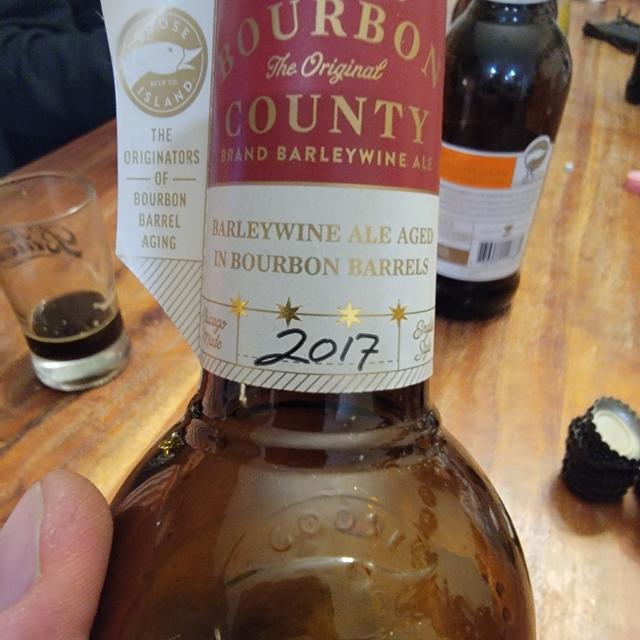 GOOSE
BEER CO.
ISLAND
THE
ORIGINATORS
OF
BOURBON
BARREL
AGING
BOURBON
The Original
COUNTY
BRAND BARLEYWINE ALE
BARLEYWINE ALE AGED
IN BOURBON BARRELS
2017
GOOSE